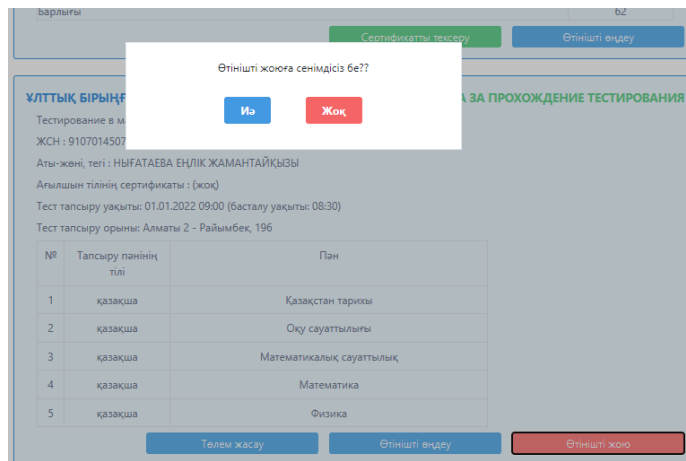 Барлығы 62
Сертификатты тексеру Өтінішті өңдеу
Өтінішті жоюға сенімдісіз бе??
Иә Жоқ
ҰЛТТЫҚ БІРЫҢҒ ЗА ПРОХОЖДЕНИЕ ТЕСТИРОВАНИЯ
Тестирование в
ЖСН : 9107014507
Аты-жөні, тегі : НЫҒАТАЕВА ЕҢЛІК ЖАМАНТАЙҚЫЗЫ
Ағылшын тілінің сертификаты : (жоқ)
Тест тапсыру уақыты: 01.01.2022 09:00 (басталу уақыты: 08:30)
Тест тапсыру орыны: Алматы 2 - Райымбек, 196
№ Тапсыру пәнінің тілі Пән
1 қазақша Қазақстан тарихы
2 қазақша Оқу сауаттылығы
3 қазақша Математикалық сауаттылық
4 қазақша Математика
5 қазақша Физика
Төлем жасау Өтінішті өңдеу Өтінішті жою